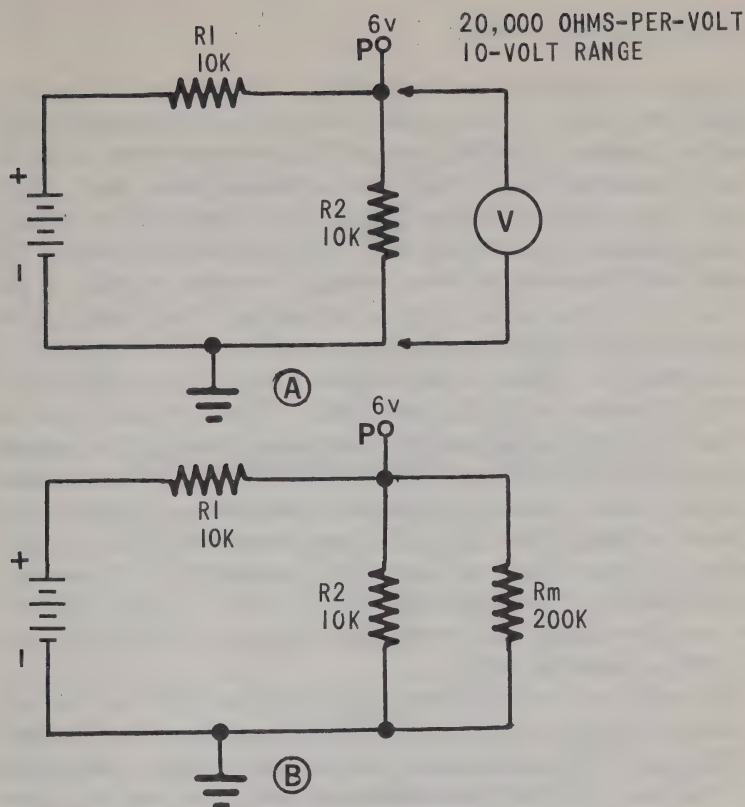 6v
20,000 OHMS-PER-VOLT
P
10-VOLT RANGE
R1
10K
+
R2
10K
V
-
A
6v
P
R1
10K
+
R2
10K
Rm
200K
-
B